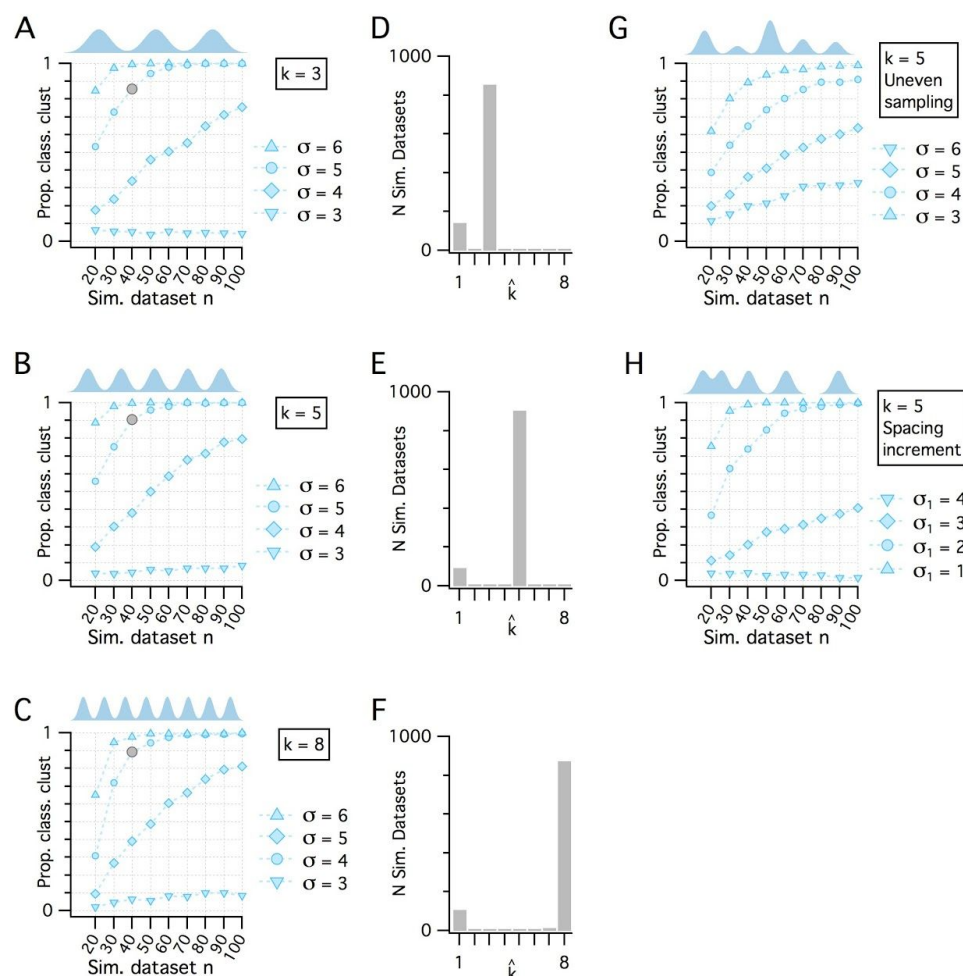 A
k = 3
Prop. class. clust
1
0
σ = 6
σ = 5
σ = 4
σ = 3
20 30 40 50 60 70 80 90 100
Sim. dataset n
D
N Sim. Datasets
1000
0
1 8
k̂
G
k = 5
Uneven
sampling
Prop. class. clust
1
0
σ = 6
σ = 5
σ = 4
σ = 3
20 30 40 50 60 70 80 90 100
Sim. dataset n
B
k = 5
Prop. class. clust
1
0
σ = 6
σ = 5
σ = 4
σ = 3
20 30 40 50 60 70 80 90 100
Sim. dataset n
E
N Sim. Datasets
1000
0
1 8
k̂
H
k = 5
Spacing
increment
Prop. class. clust
1
0
σ₁ = 4
σ₁ = 3
σ₁ = 2
σ₁ = 1
20 30 40 50 60 70 80 90 100
Sim. dataset n
C
k = 8
Prop. class. clust
1
0
σ = 6
σ = 5
σ = 4
σ = 3
20 30 40 50 60 70 80 90 100
Sim. dataset n
F
N Sim. Datasets
1000
0
1 8
k̂